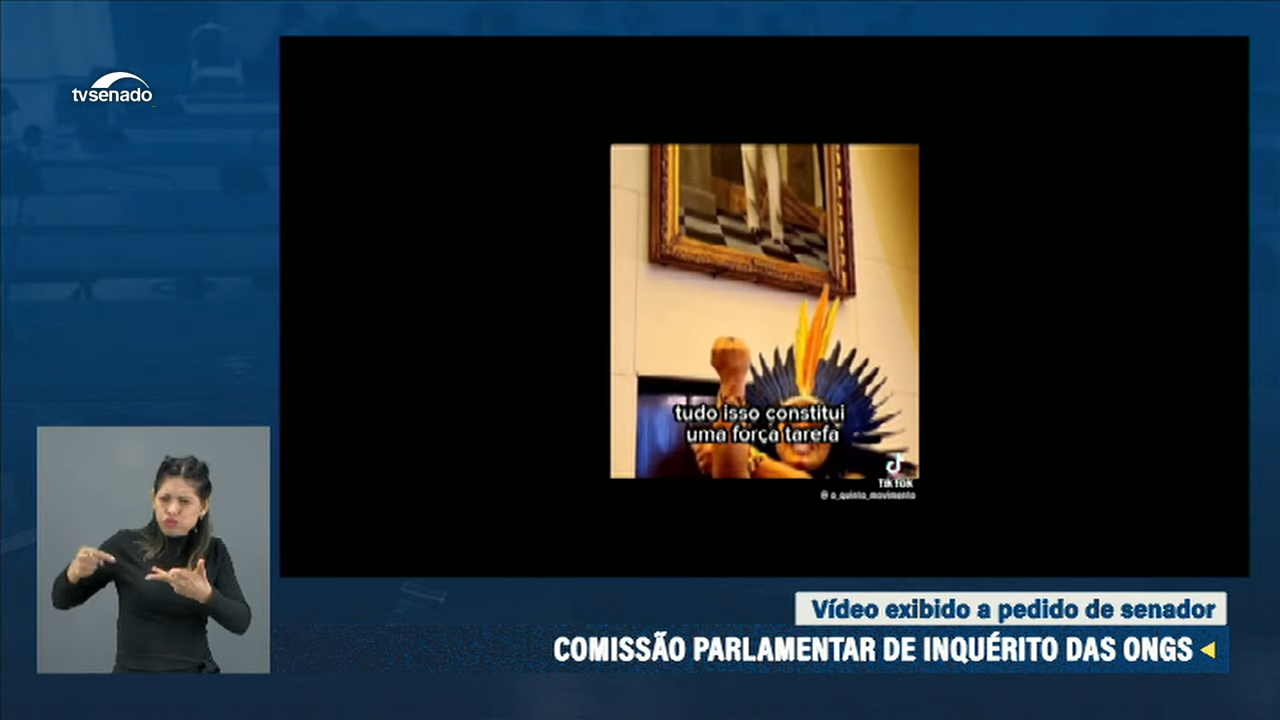 tvsenado
tudo isso constitui
uma força tarefa
TikTok
@ o_quinto_movimento
Vídeo exibido a pedido de senador
COMISSÃO PARLAMENTAR DE INQUÉRITO DAS ONGS